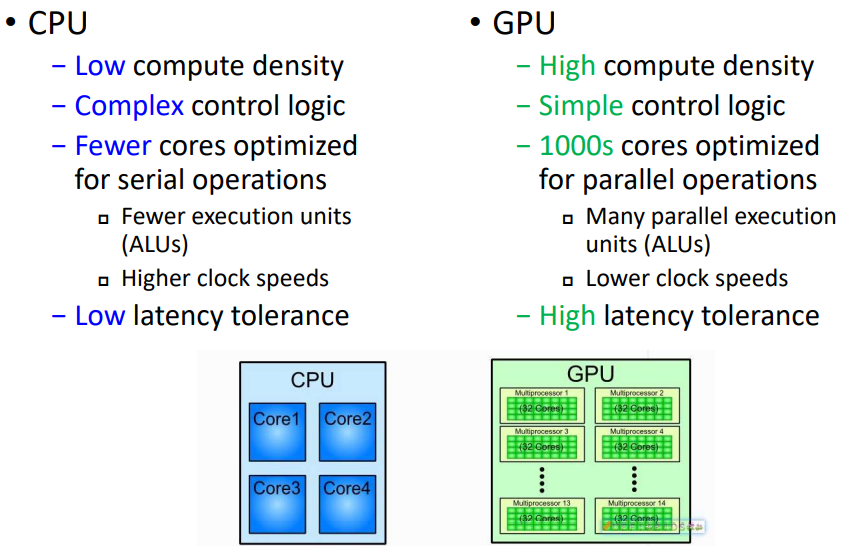 • CPU
– Low compute density
– Complex control logic
– Fewer cores optimized
for serial operations
Fewer execution units
(ALUs)
Higher clock speeds
– Low latency tolerance
• GPU
– High compute density
– Simple control logic
– 1000s cores optimized
for parallel operations
Many parallel execution
units (ALUs)
Lower clock speeds
– High latency tolerance
CPU
Core1 Core2
Core3 Core4
GPU
Multiprocessor 1 Multiprocessor 2
(32 Cores) (32 Cores)
Multiprocessor 3 Multiprocessor 4
(32 Cores) (32 Cores)
Multiprocessor 13 Multiprocessor 14
(32 Cores) (32 Cores)